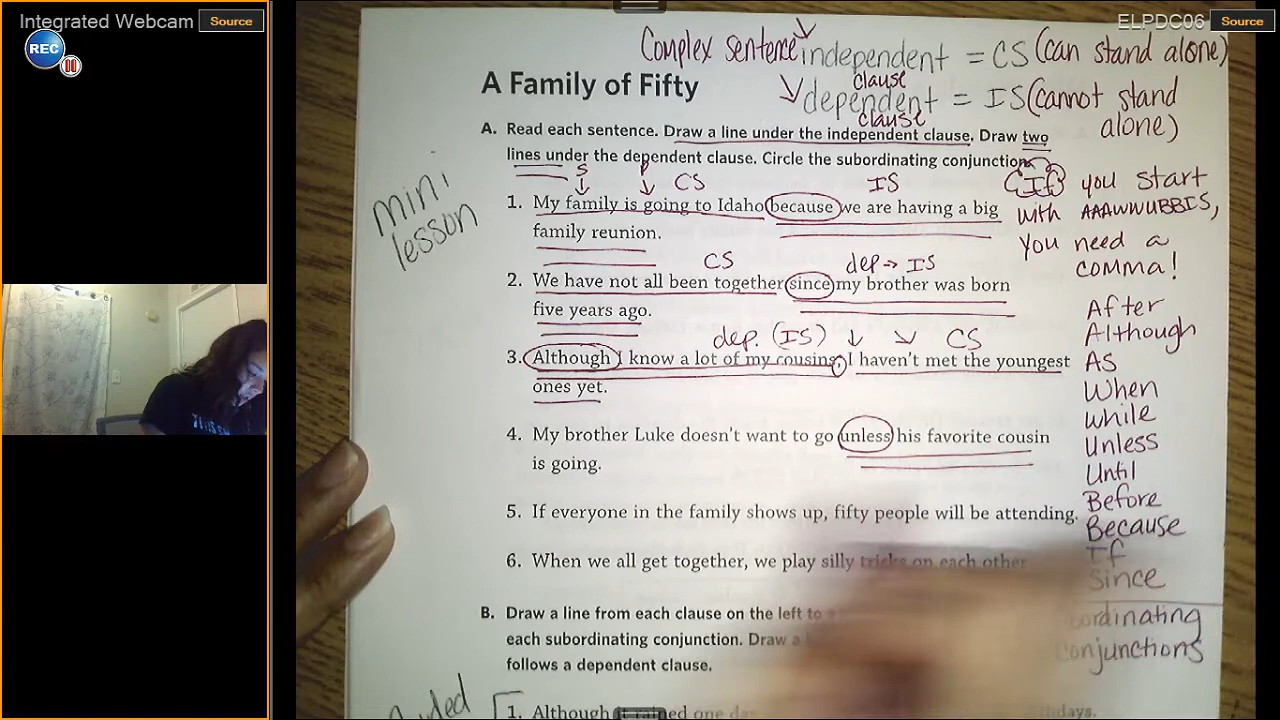 Integrated Webcam Source
REC
ELPDC06 Source
Complex sentence independent = CS (can stand alone)
clause
dependent = IS (cannot stand
clause alone)
A Family of Fifty
A. Read each sentence. Draw a line under the independent clause. Draw two
lines under the dependent clause. Circle the subordinating conjunction
mini
lesson
S P CS IS
1. My family is going to Idaho because we are having a big
family reunion.
If you start
with AAAWWUBBIS,
you need a
comma!
CS dep → IS
2. We have not all been together since my brother was born
five years ago.
dep. (IS) CS
3. Although I know a lot of my cousins, I haven't met the youngest
ones yet.
4. My brother Luke doesn't want to go unless his favorite cousin
is going.
5. If everyone in the family shows up, fifty people will be attending.
6. When we all get together, we play silly tricks on each other
After
Although
As
When
while
Unless
Until
Before
Because
If
Since
conjunctions
B. Draw a line from each clause on the left to
each subordinating conjunction. Draw a
follows a dependent clause.
1. Although it rained one